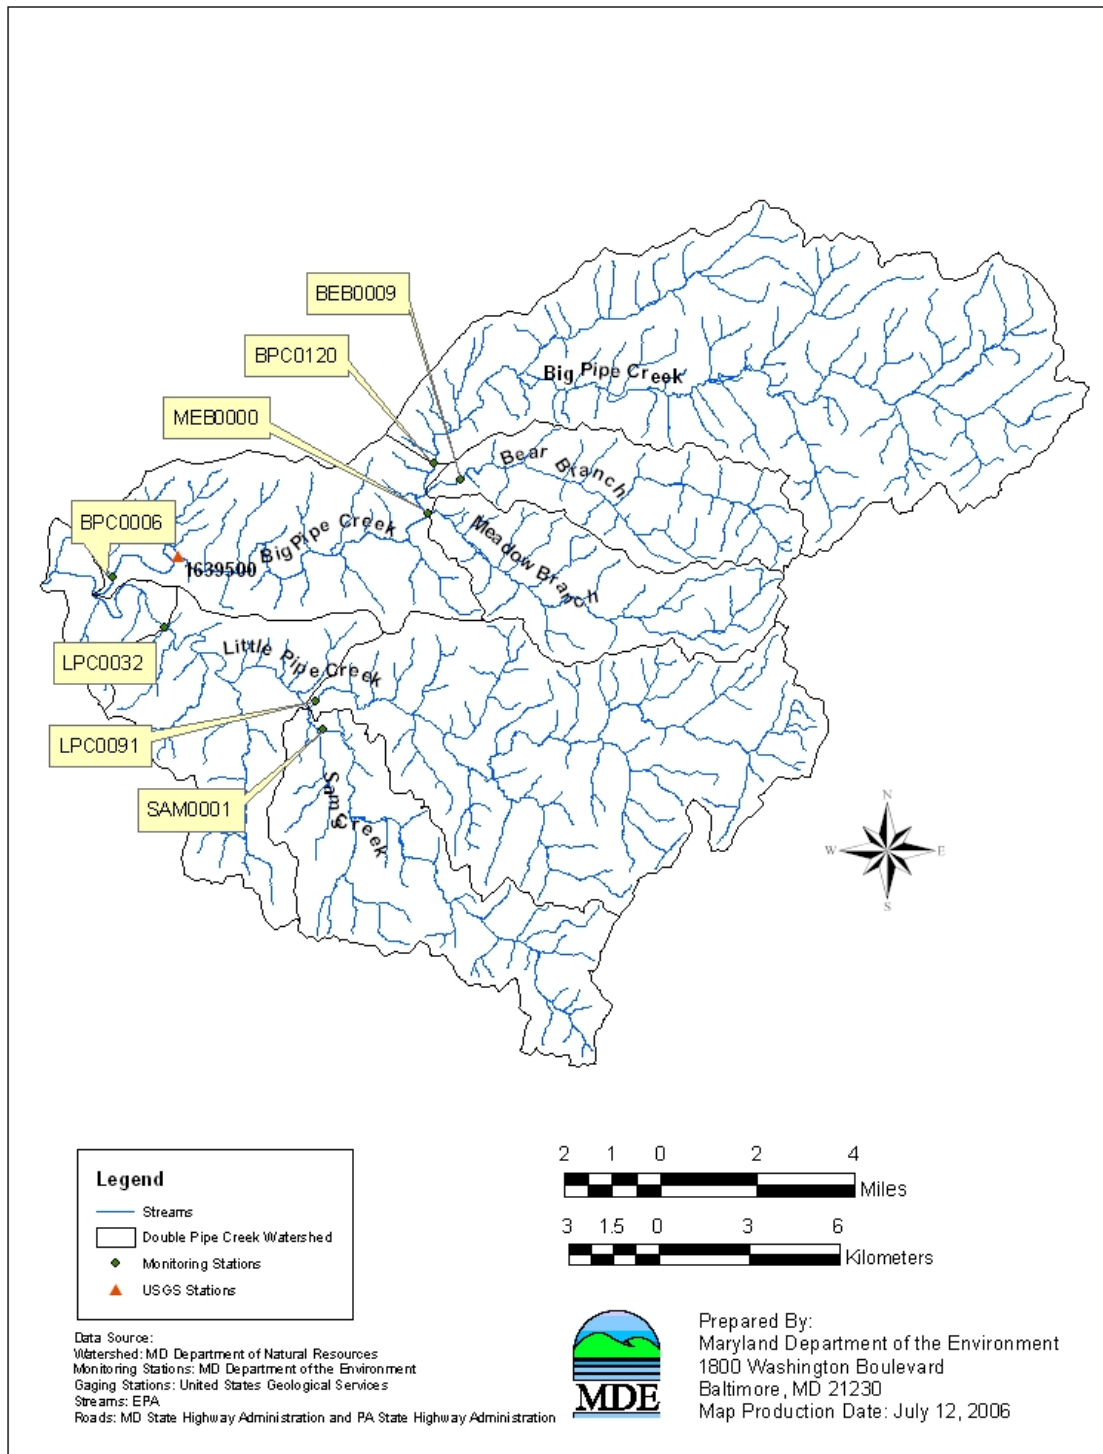 BEB0009
BPC0120
Big Pipe Creek
MEB0000
Bear Branch
BPC0006
Big Pipe Creek
Meadow Branch
1639500
LPC0032
Little Pipe Creek
LPC0091
SAM0001
Sams Creek
N
W E
S
2 1 0 2 4
Miles
3 1.5 0 3 6
Kilometers
Legend
Streams
Double Pipe Creek Watershed
Monitoring Stations
USGS Stations
Data Source:
Watershed: MD Department of Natural Resources
Monitoring Stations: MD Department of the Environment
Gaging Stations: United States Geological Services
Streams: EPA
Roads: MD State Highway Administration and PA State Highway Administration
MDE
Prepared By:
Maryland Department of the Environment
1800 Washington Boulevard
Baltimore, MD 21230
Map Production Date: July 12, 2006